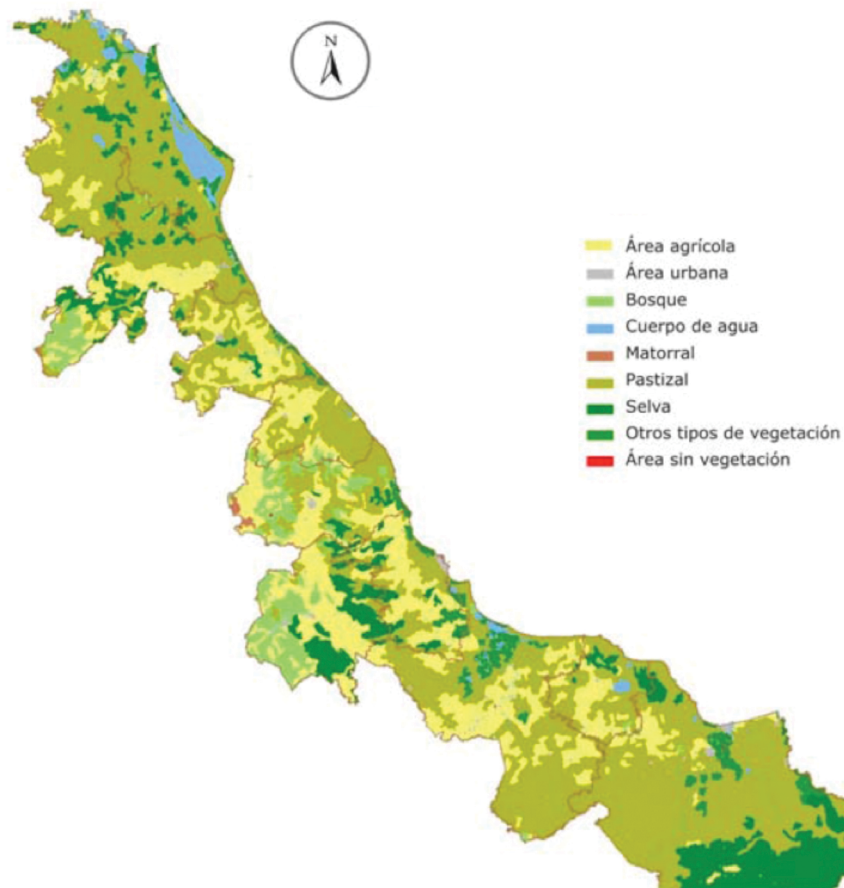 N
Área agrícola
Área urbana
Bosque
Cuerpo de agua
Matorral
Pastizal
Selva
Otros tipos de vegetación
Área sin vegetación